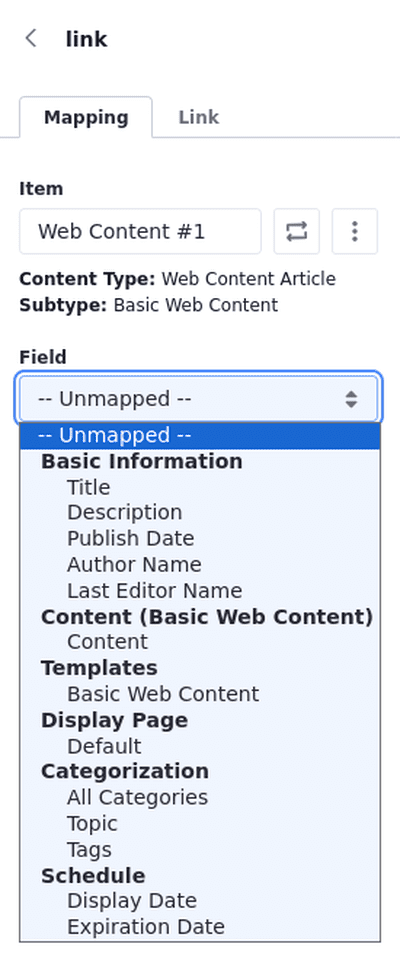 link
Mapping Link
Item
Web Content #1
Content Type: Web Content Article
Subtype: Basic Web Content
Field
-- Unmapped --
-- Unmapped --
Basic Information
Title
Description
Publish Date
Author Name
Last Editor Name
Content (Basic Web Content)
Content
Templates
Basic Web Content
Display Page
Default
Categorization
All Categories
Topic
Tags
Schedule
Display Date
Expiration Date